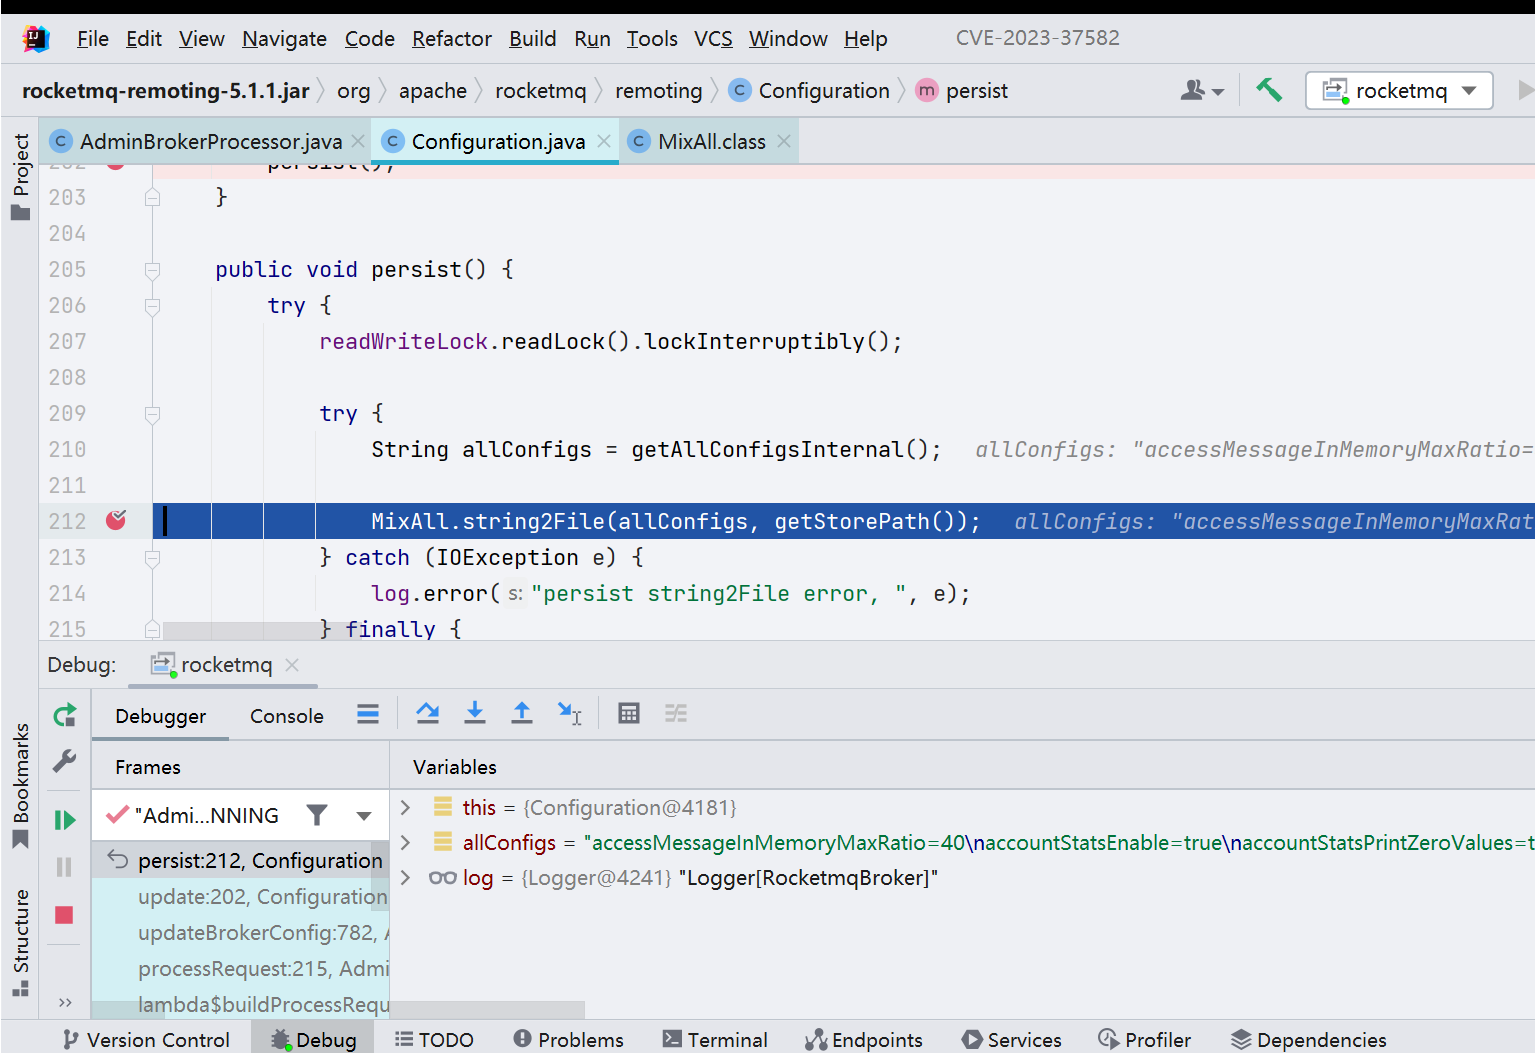 File Edit View Navigate Code Refactor Build Run Tools VCS Window Help CVE-2023-37582
rocketmq-remoting-5.1.1.jar org apache rocketmq remoting C Configuration m persist rocketmq
C AdminBrokerProcessor.java C Configuration.java C MixAll.class
202 persist();
203 }
204
205 public void persist() {
206 try {
207 readWriteLock.readLock().lockInterruptibly();
208
209 try {
210 String allConfigs = getAllConfigsInternal(); allConfigs: "accessMessageInMemoryMaxRatio=
211
212 MixAll.string2File(allConfigs, getStorePath()); allConfigs: "accessMessageInMemoryMaxRat
213 } catch (IOException e) {
214 log.error( s: "persist string2File error, ", e);
215 } finally {
Project
Bookmarks
Structure
Debug: rocketmq
Debugger Console
Frames Variables
"Admi...NNING
persist:212, Configuration
update:202, Configuration
updateBrokerConfig:782, A
processRequest:215, Admi
lambda$buildProcessRequ
this = {Configuration@4181}
allConfigs = "accessMessageInMemoryMaxRatio=40\naccountStatsEnable=true\naccountStatsPrintZeroValues=t
log = {Logger@4241} "Logger[RocketmqBroker]"
Version Control Debug TODO Problems Terminal Endpoints Services Profiler Dependencies